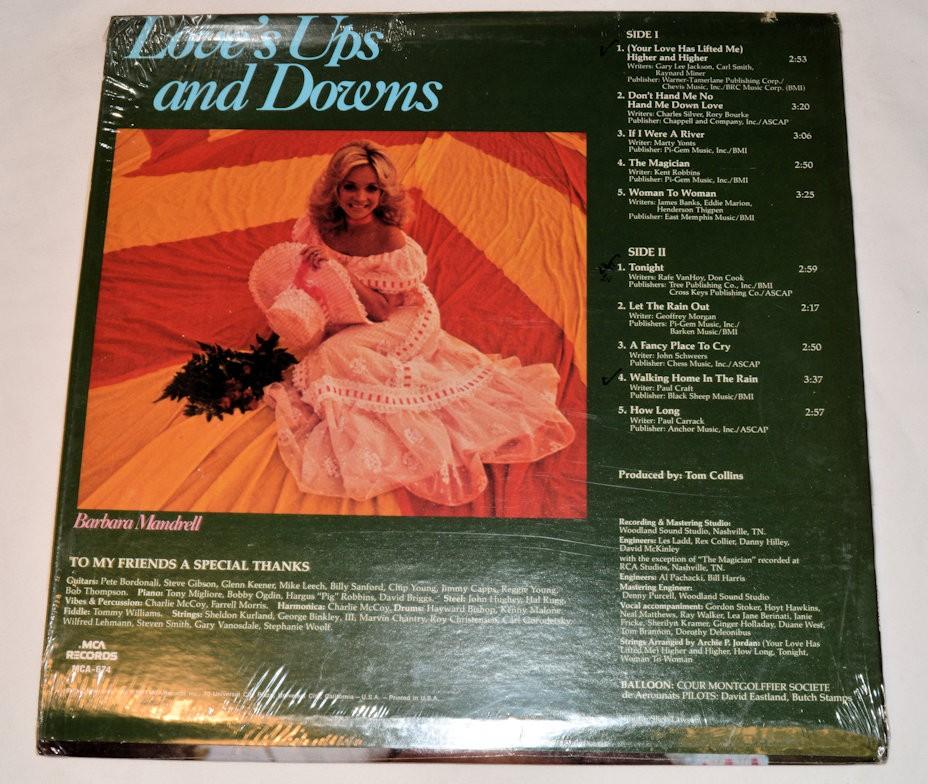 Love's Ups
and Downs
Barbara Mandrell
TO MY FRIENDS A SPECIAL THANKS
Guitars: Pete Bordonali, Steve Gibson, Glenn Keener, Mike Leech, Billy Sanford, Chip Young, Jimmy Capps, Reggie Young,
Bob Thompson. Piano: Tony Migliore, Bobby Ogdin, Hargus "Pig" Robbins, David Briggs. Steel: John Hughey, Hal Rugg.
Vibes & Percussion: Charlie McCoy, Farrell Morris. Harmonica: Charlie McCoy, Drums: Hayward Bishop, Kenny Malone
Fiddle: Tommy Williams. Strings: Sheldon Kurland, George Binkley, III, Marvin Chantry, Roy Christensen, Carl Gorodetsky
Wilfred Lehmann, Steven Smith, Gary Vanosdale, Stephanie Woolf.
MCA
RECORDS
MCA-674
Universal City, California – U.S.A. – Printed in U.S.A.
SIDE I
1. (Your Love Has Lifted Me)
Higher and Higher 2:53
Writers: Gary Lee Jackson, Carl Smith,
Raynard Miner
Publisher: Warner-Tamerlane Publishing Corp./
Chevis Music, Inc./BRC Music Corp. (BMI)
2. Don't Hand Me No
Hand Me Down Love 3:20
Writers: Charles Silver, Rory Bourke
Publisher: Chappell and Company, Inc./ASCAP
3. If I Were A River 3:06
Writer: Marty Yonts
Publisher: Pi-Gem Music, Inc./BMI
4. The Magician 2:50
Writer: Kent Robbins
Publisher: Pi-Gem Music, Inc./BMI
5. Woman To Woman 3:25
Writers: James Banks, Eddie Marion,
Henderson Thigpen
Publisher: East Memphis Music/BMI
SIDE II
1. Tonight 2:59
Writers: Rafe VanHoy, Don Cook
Publishers: Tree Publishing Co., Inc./BMI
Cross Keys Publishing Co./ASCAP
2. Let The Rain Out 2:17
Writer: Geoffrey Morgan
Publishers: Pi-Gem Music, Inc./
Barken Music/BMI
3. A Fancy Place To Cry 2:50
Writer: John Schweers
Publisher: Chess Music, Inc./ASCAP
4. Walking Home In The Rain 3:37
Writer: Paul Craft
Publisher: Black Sheep Music/BMI
5. How Long 2:57
Writer: Paul Carrack
Publisher: Anchor Music, Inc./ASCAP
Produced by: Tom Collins
Recording & Mastering Studio:
Woodland Sound Studio, Nashville, TN.
Engineers: Les Ladd, Rex Collier, Danny Hilley,
David McKinley
with the exception of "The Magician" recorded at
RCA Studios, Nashville, TN.
Engineers: Al Pachucki, Bill Harris
Mastering Engineer:
Denny Purcell, Woodland Sound Studio
Vocal accompaniment: Gordon Stoker, Hoyt Hawkins,
Neal Matthews, Ray Walker, Lea Jane Berinati, Janie
Fricke, Sherilyn Kramer, Ginger Holladay, Duane West,
Tom Brannon, Dorothy Deleonibus
Strings Arranged by Archie P. Jordan: (Your Love Has
Lifted Me) Higher and Higher, How Long, Tonight,
Woman To Woman
BALLOON: COUR MONTGOLFFIER SOCIETE
de Aerounats PILOTS: David Eastland, Butch Stamps